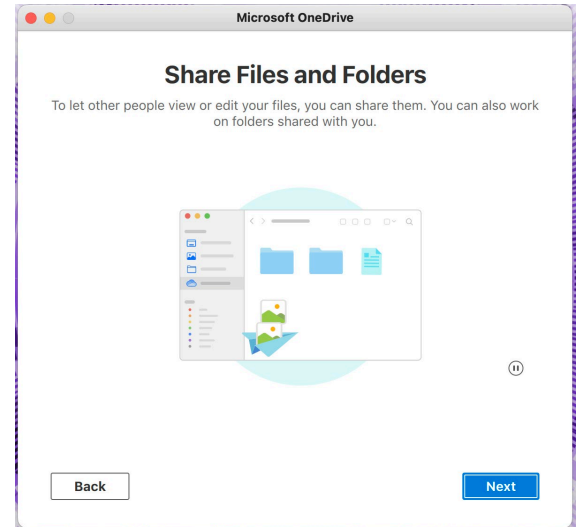 Microsoft OneDrive
Share Files and Folders
To let other people view or edit your files, you can share them. You can also work
on folders shared with you.
Back
Next